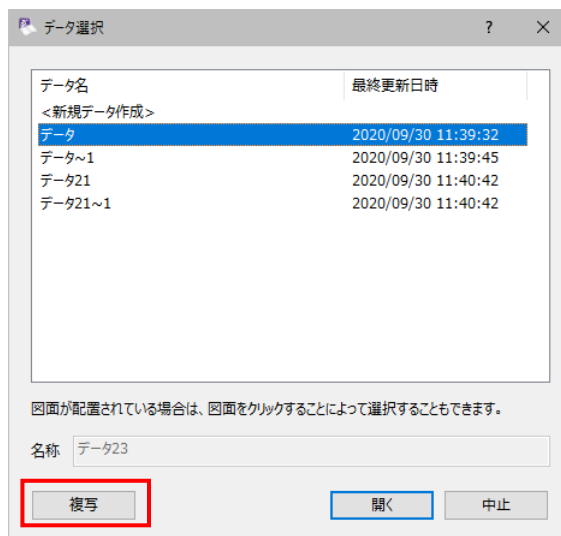 データ選択 ?
データ名 最終更新日時
<新規データ作成>
データ 2020/09/30 11:39:32
データ~1 2020/09/30 11:39:45
データ21 2020/09/30 11:40:42
データ21~1 2020/09/30 11:40:42
図面が配置されている場合は、図面をクリックすることによって選択することもできます。
名称 データ23
複写 開く 中止